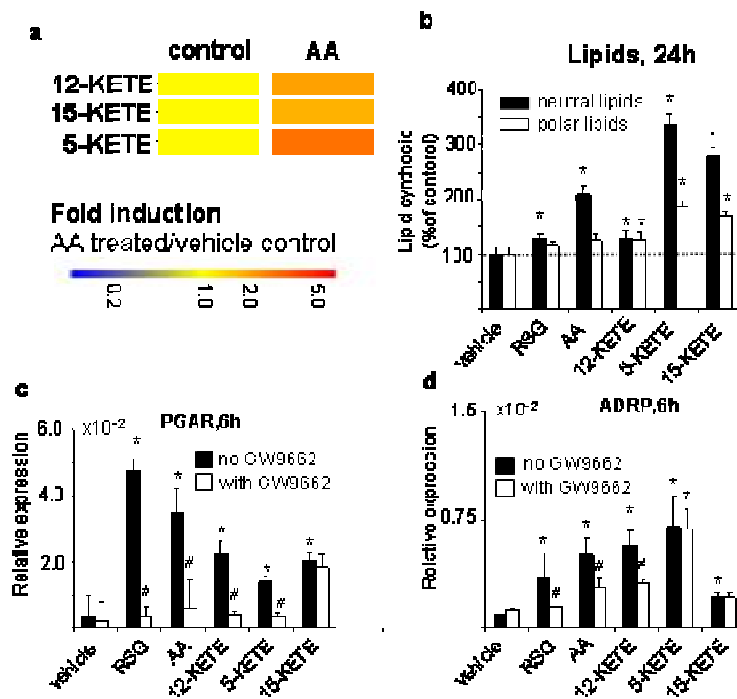 a
control AA
12-KETE
15-KETE
5-KETE
Fold induction
AA treated/vehicle control
0.2 1.0 2.0 5.0
b
Lipids, 24h
neutral lipids
polar lipids
400
300
200
100
(% of contorol)
vehicle RSG AA 12-KETE 5-KETE 15-KETE
c
PGAR,6h
x10-2
no GW9662
with GW9662
6.0
4.0
2.0
Relative expression
vehicle RSG AA 12-KETE 5-KETE 15-KETE
d
ADRP,6h
x10-2
no GW9662
with GW9662
1.5
0.75
Relative expression
vehicle RSG AA 12-KETE 5-KETE 15-KETE